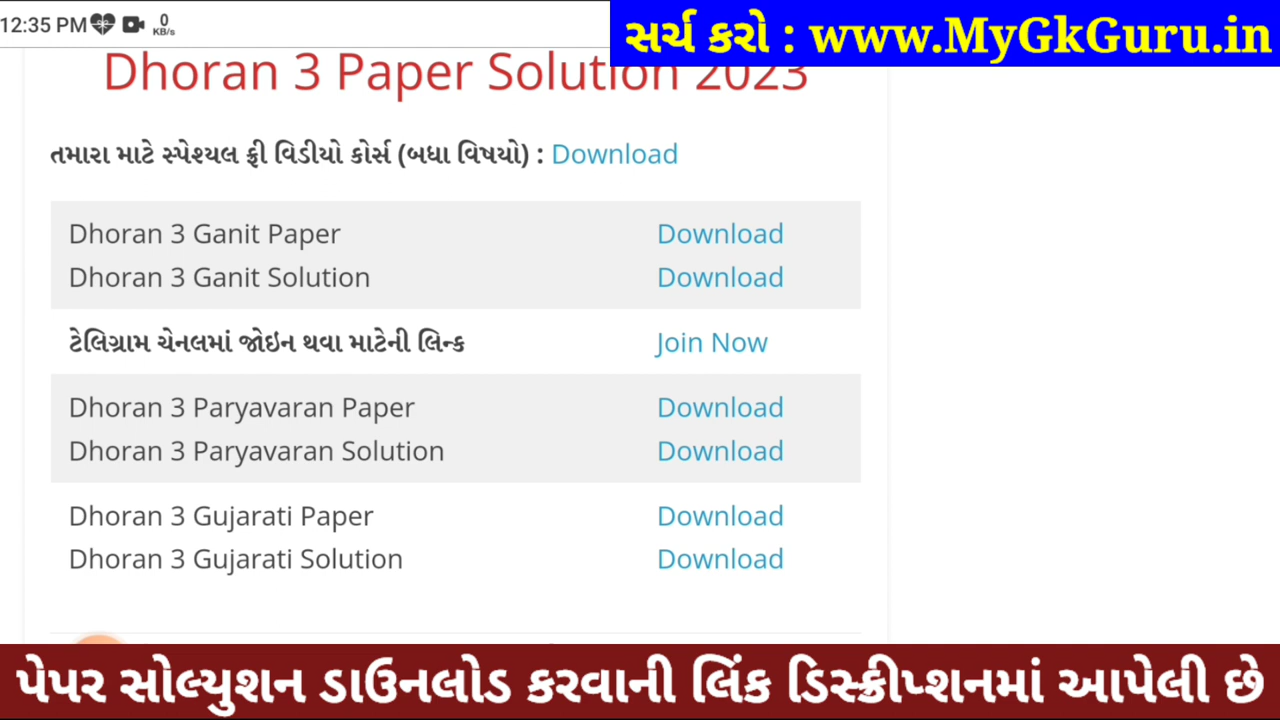 12:35 PM 0 KB/s
સર્ચ કરો : www.MyGkGuru.in
Dhoran 3 Paper Solution 2023
તમારા માટે સ્પેશ્યલ ફ્રી વિડીયો કોર્સ (બધા વિષયો) : Download
Dhoran 3 Ganit Paper Download
Dhoran 3 Ganit Solution Download
ટેલિગ્રામ ચેનલમાં જોઇન થવા માટેની લિન્ક Join Now
Dhoran 3 Paryavaran Paper Download
Dhoran 3 Paryavaran Solution Download
Dhoran 3 Gujarati Paper Download
Dhoran 3 Gujarati Solution Download
પેપર સોલ્યુશન ડાઉનલોડ કરવાની લિંક ડિસ્ક્રીપ્શનમાં આપેલી છે